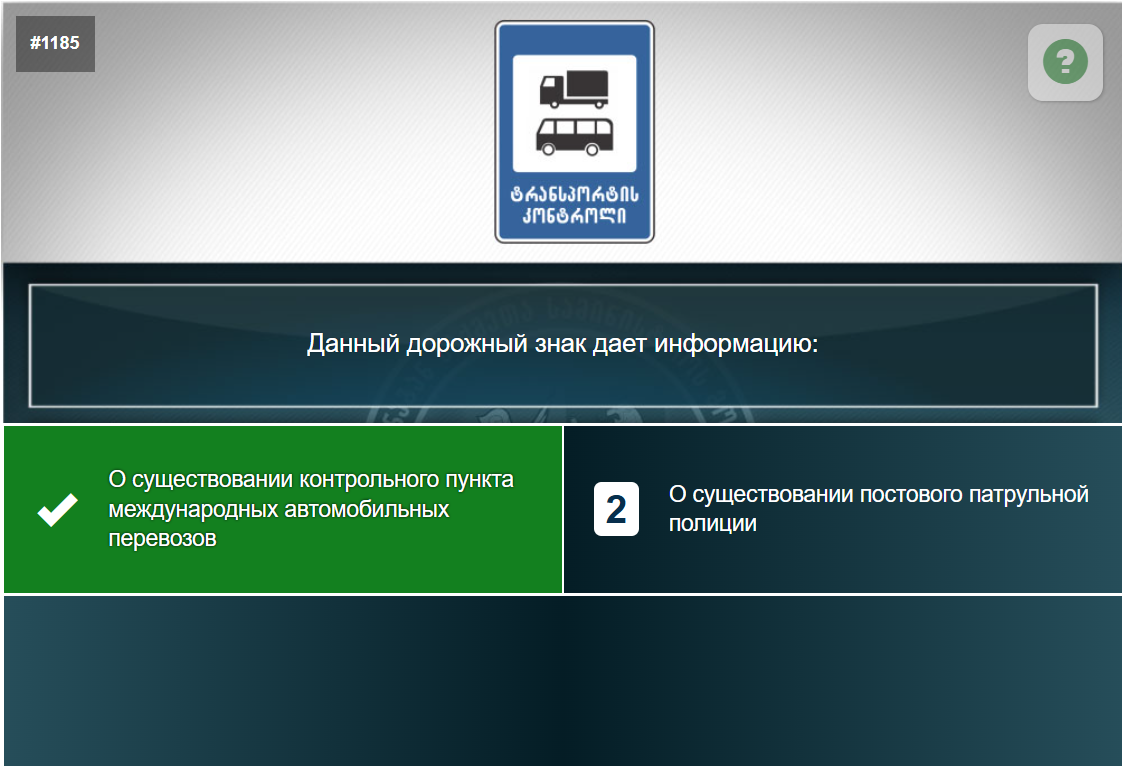 #1185
?
ტრანსპორტის
კონტროლი
Данный дорожный знак дает информацию:
О существовании контрольного пункта
международных автомобильных
перевозов
2
О существовании постового патрульной
полиции